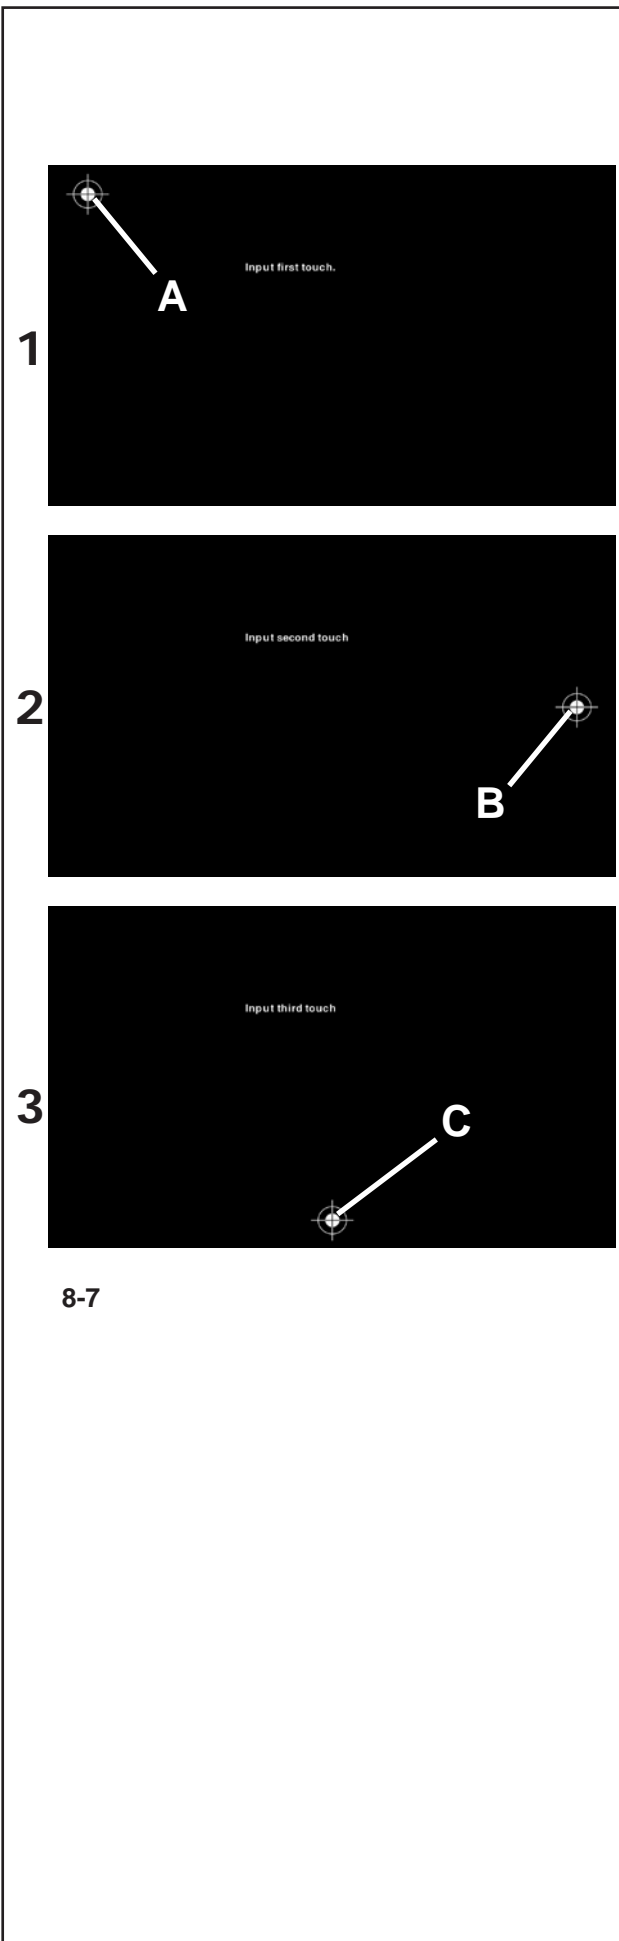 Input first touch.
A
1
Input second touch
2
B
Input third touch
3
C
8-7